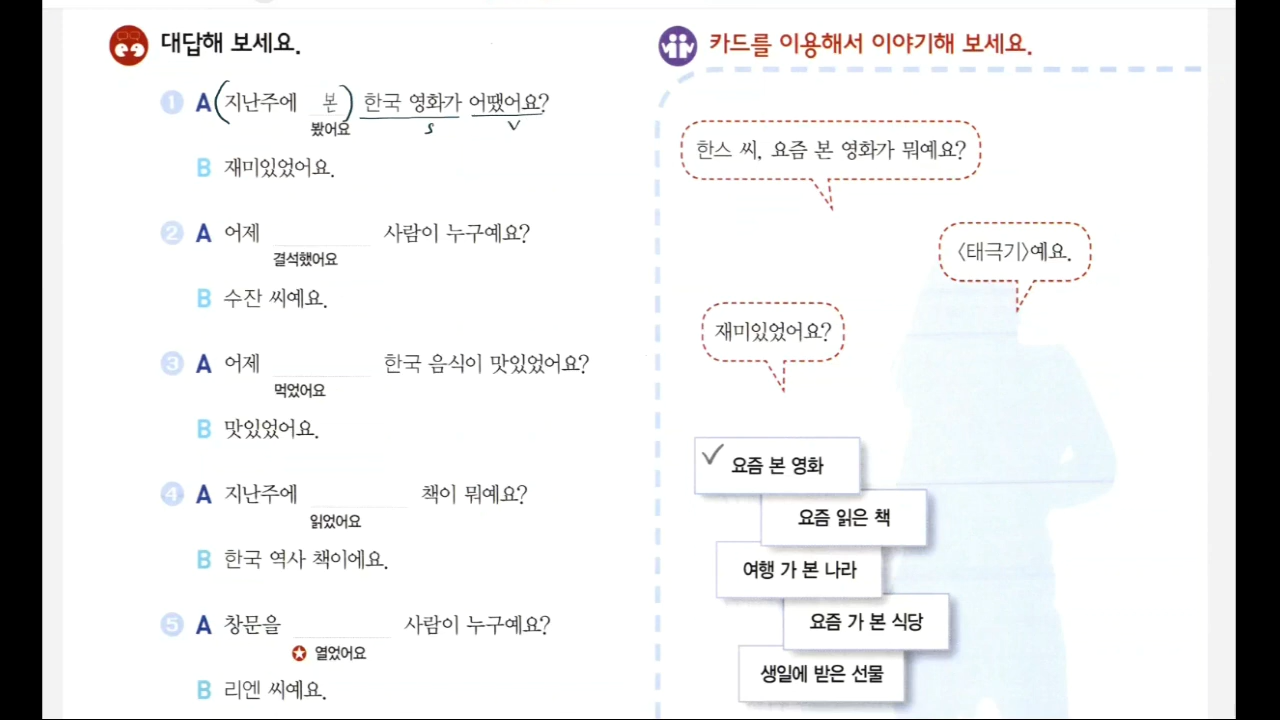 대답해 보세요.
1 A (지난주에 본) 한국 영화가 어땠어요?
봤어요 S V
B 재미있었어요.
2 A 어제 사람이 누구예요?
결석했어요
B 수잔 씨예요.
3 A 어제 한국 음식이 맛있었어요?
먹었어요
B 맛있었어요.
4 A 지난주에 책이 뭐예요?
읽었어요
B 한국 역사 책이에요.
5 A 창문을 사람이 누구예요?
열었어요
B 리엔 씨예요.
카드를 이용해서 이야기해 보세요.
한스 씨, 요즘 본 영화가 뭐예요?
〈태극기〉예요.
재미있었어요?
요즘 본 영화
요즘 읽은 책
여행 가 본 나라
요즘 가 본 식당
생일에 받은 선물